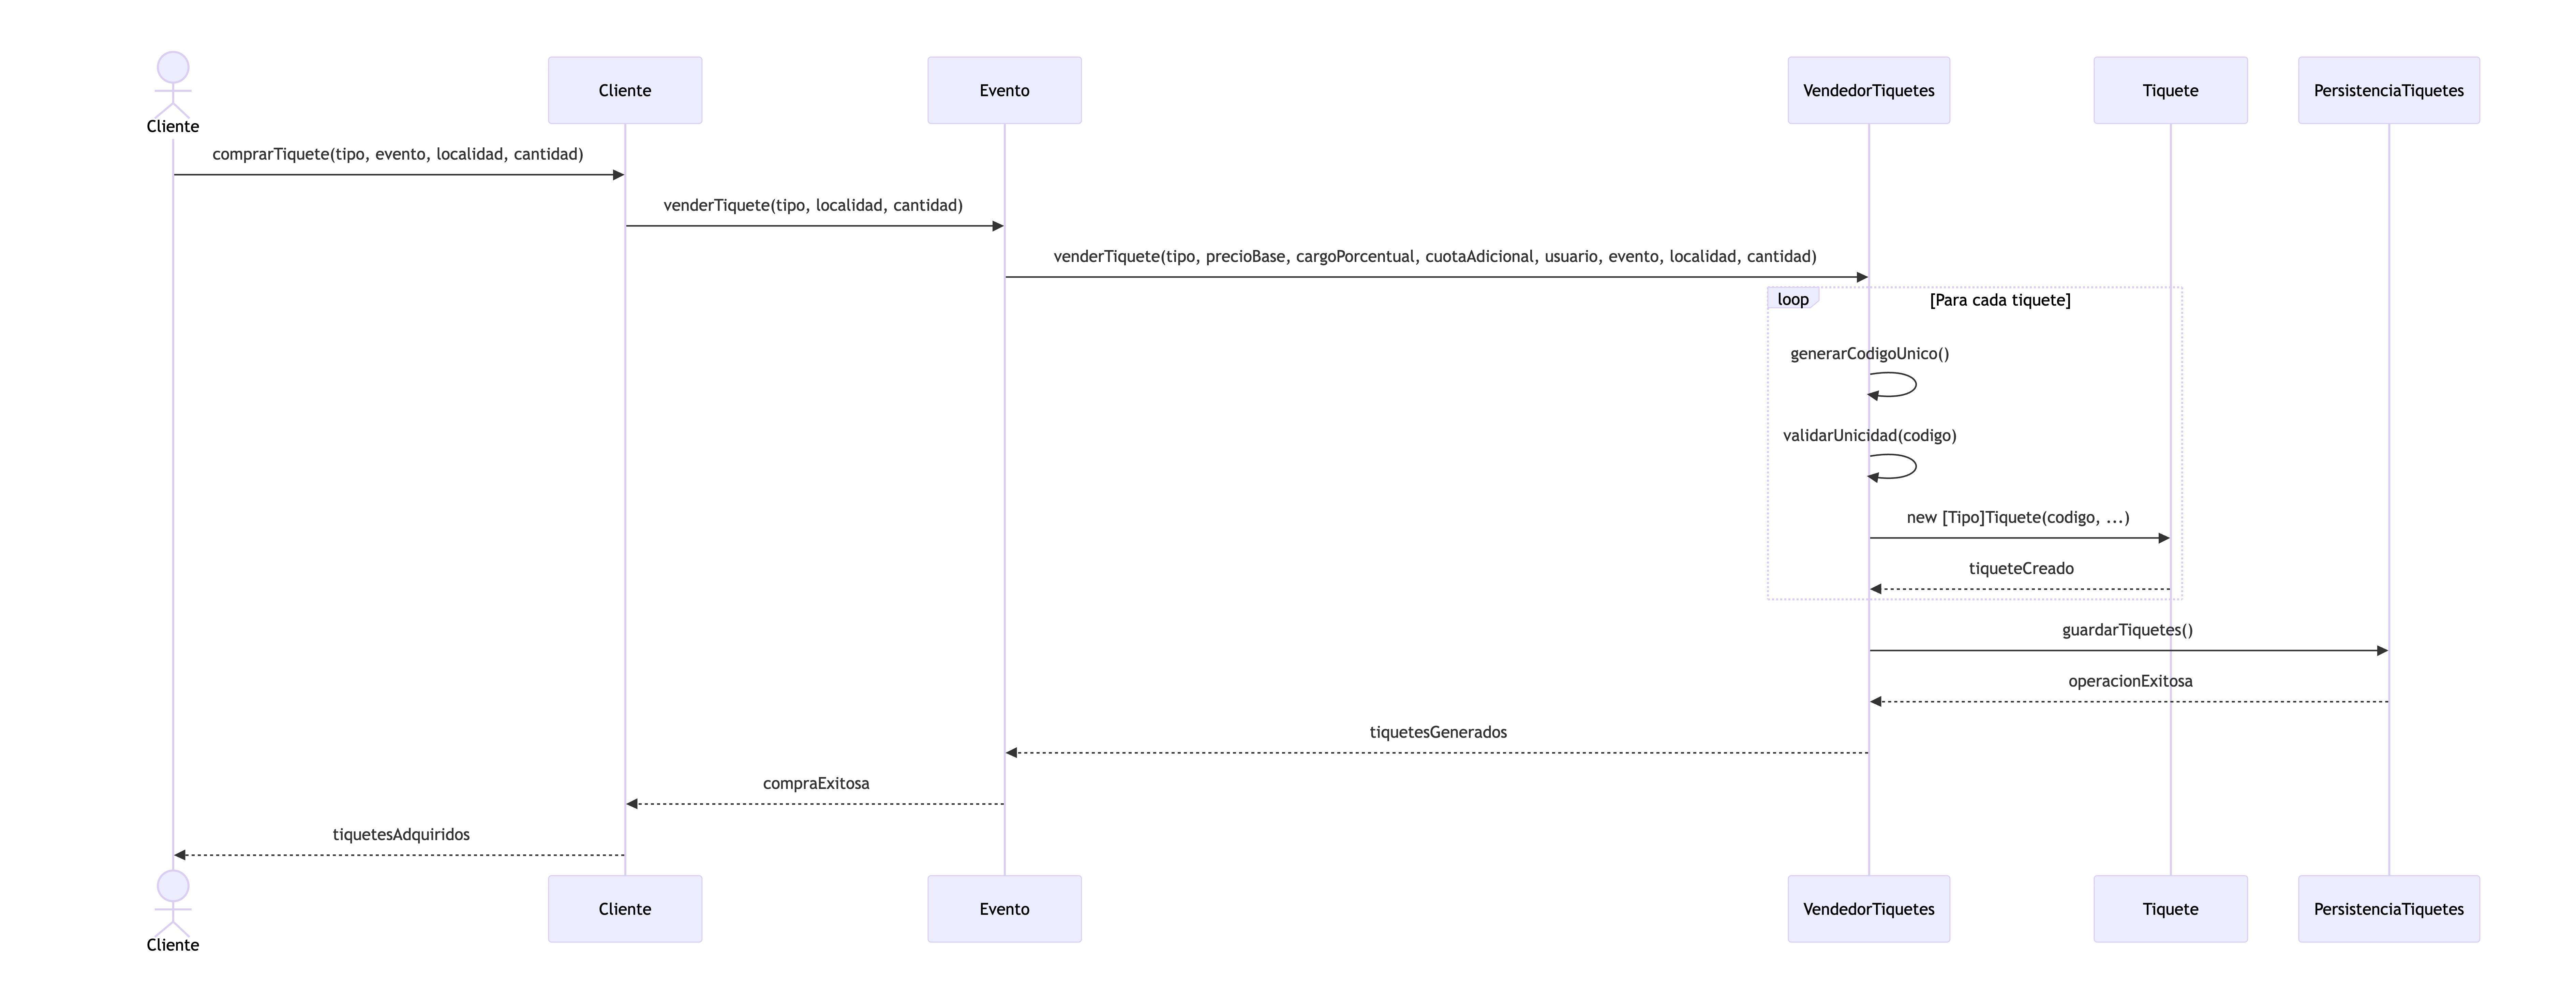 Cliente
Cliente
Evento
VendedorTiquetes
Tiquete
PersistenciaTiquetes
comprarTiquete(tipo, evento, localidad, cantidad)
venderTiquete(tipo, localidad, cantidad)
venderTiquete(tipo, precioBase, cargoPorcentual, cuotaAdicional, usuario, evento, localidad, cantidad)
loop
[Para cada tiquete]
generarCodigoUnico()
validarUnicidad(codigo)
new [Tipo]Tiquete(codigo, ...)
tiqueteCreado
guardarTiquetes()
operacionExitosa
tiquetesGenerados
compraExitosa
tiquetesAdquiridos
Cliente
Cliente
Evento
VendedorTiquetes
Tiquete
PersistenciaTiquetes